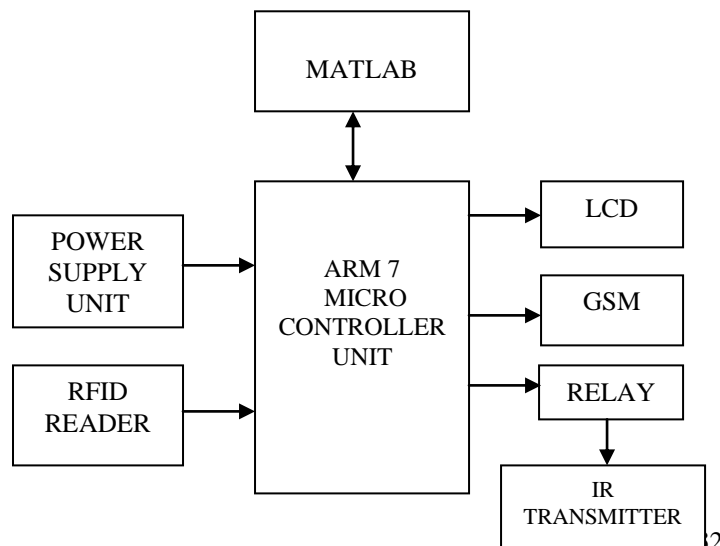 MATLAB
POWER
SUPPLY
UNIT
RFID
READER
ARM 7
MICRO
CONTROLLER
UNIT
LCD
GSM
RELAY
IR
TRANSMITTER